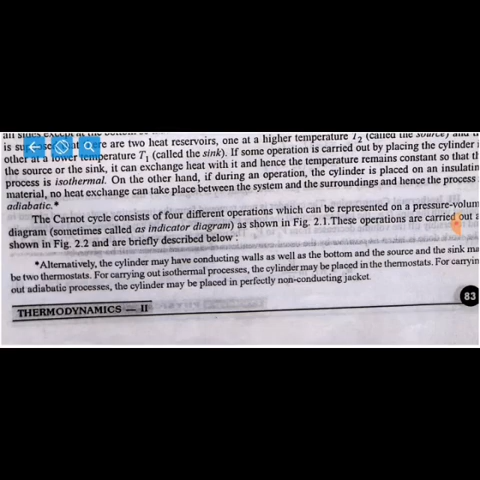 is there are two heat reservoirs, one at a higher temperature T2 (called the source) and
other at a lower temperature T1 (called the sink). If some operation is carried out by placing the cylinder
the source or the sink, it can exchange heat with it and hence the temperature remains constant so that
process is isothermal. On the other hand, if during an operation, the cylinder is placed on an insulatin
material, no heat exchange can take place between the system and the surroundings and hence the process
adiabatic.*
The Carnot cycle consists of four different operations which can be represented on a pressure-volum
diagram (sometimes called as indicator diagram) as shown in Fig. 2.1.These operations are carried out
shown in Fig. 2.2 and are briefly described below :
*Alternatively, the cylinder may have conducting walls as well as the bottom and the source and the sink ma
be two thermostats. For carrying out isothermal processes, the cylinder may be placed in the thermostats. For carryin
out adiabatic processes, the cylinder may be placed in perfectly non-conducting jacket.
THERMODYNAMICS — II
83